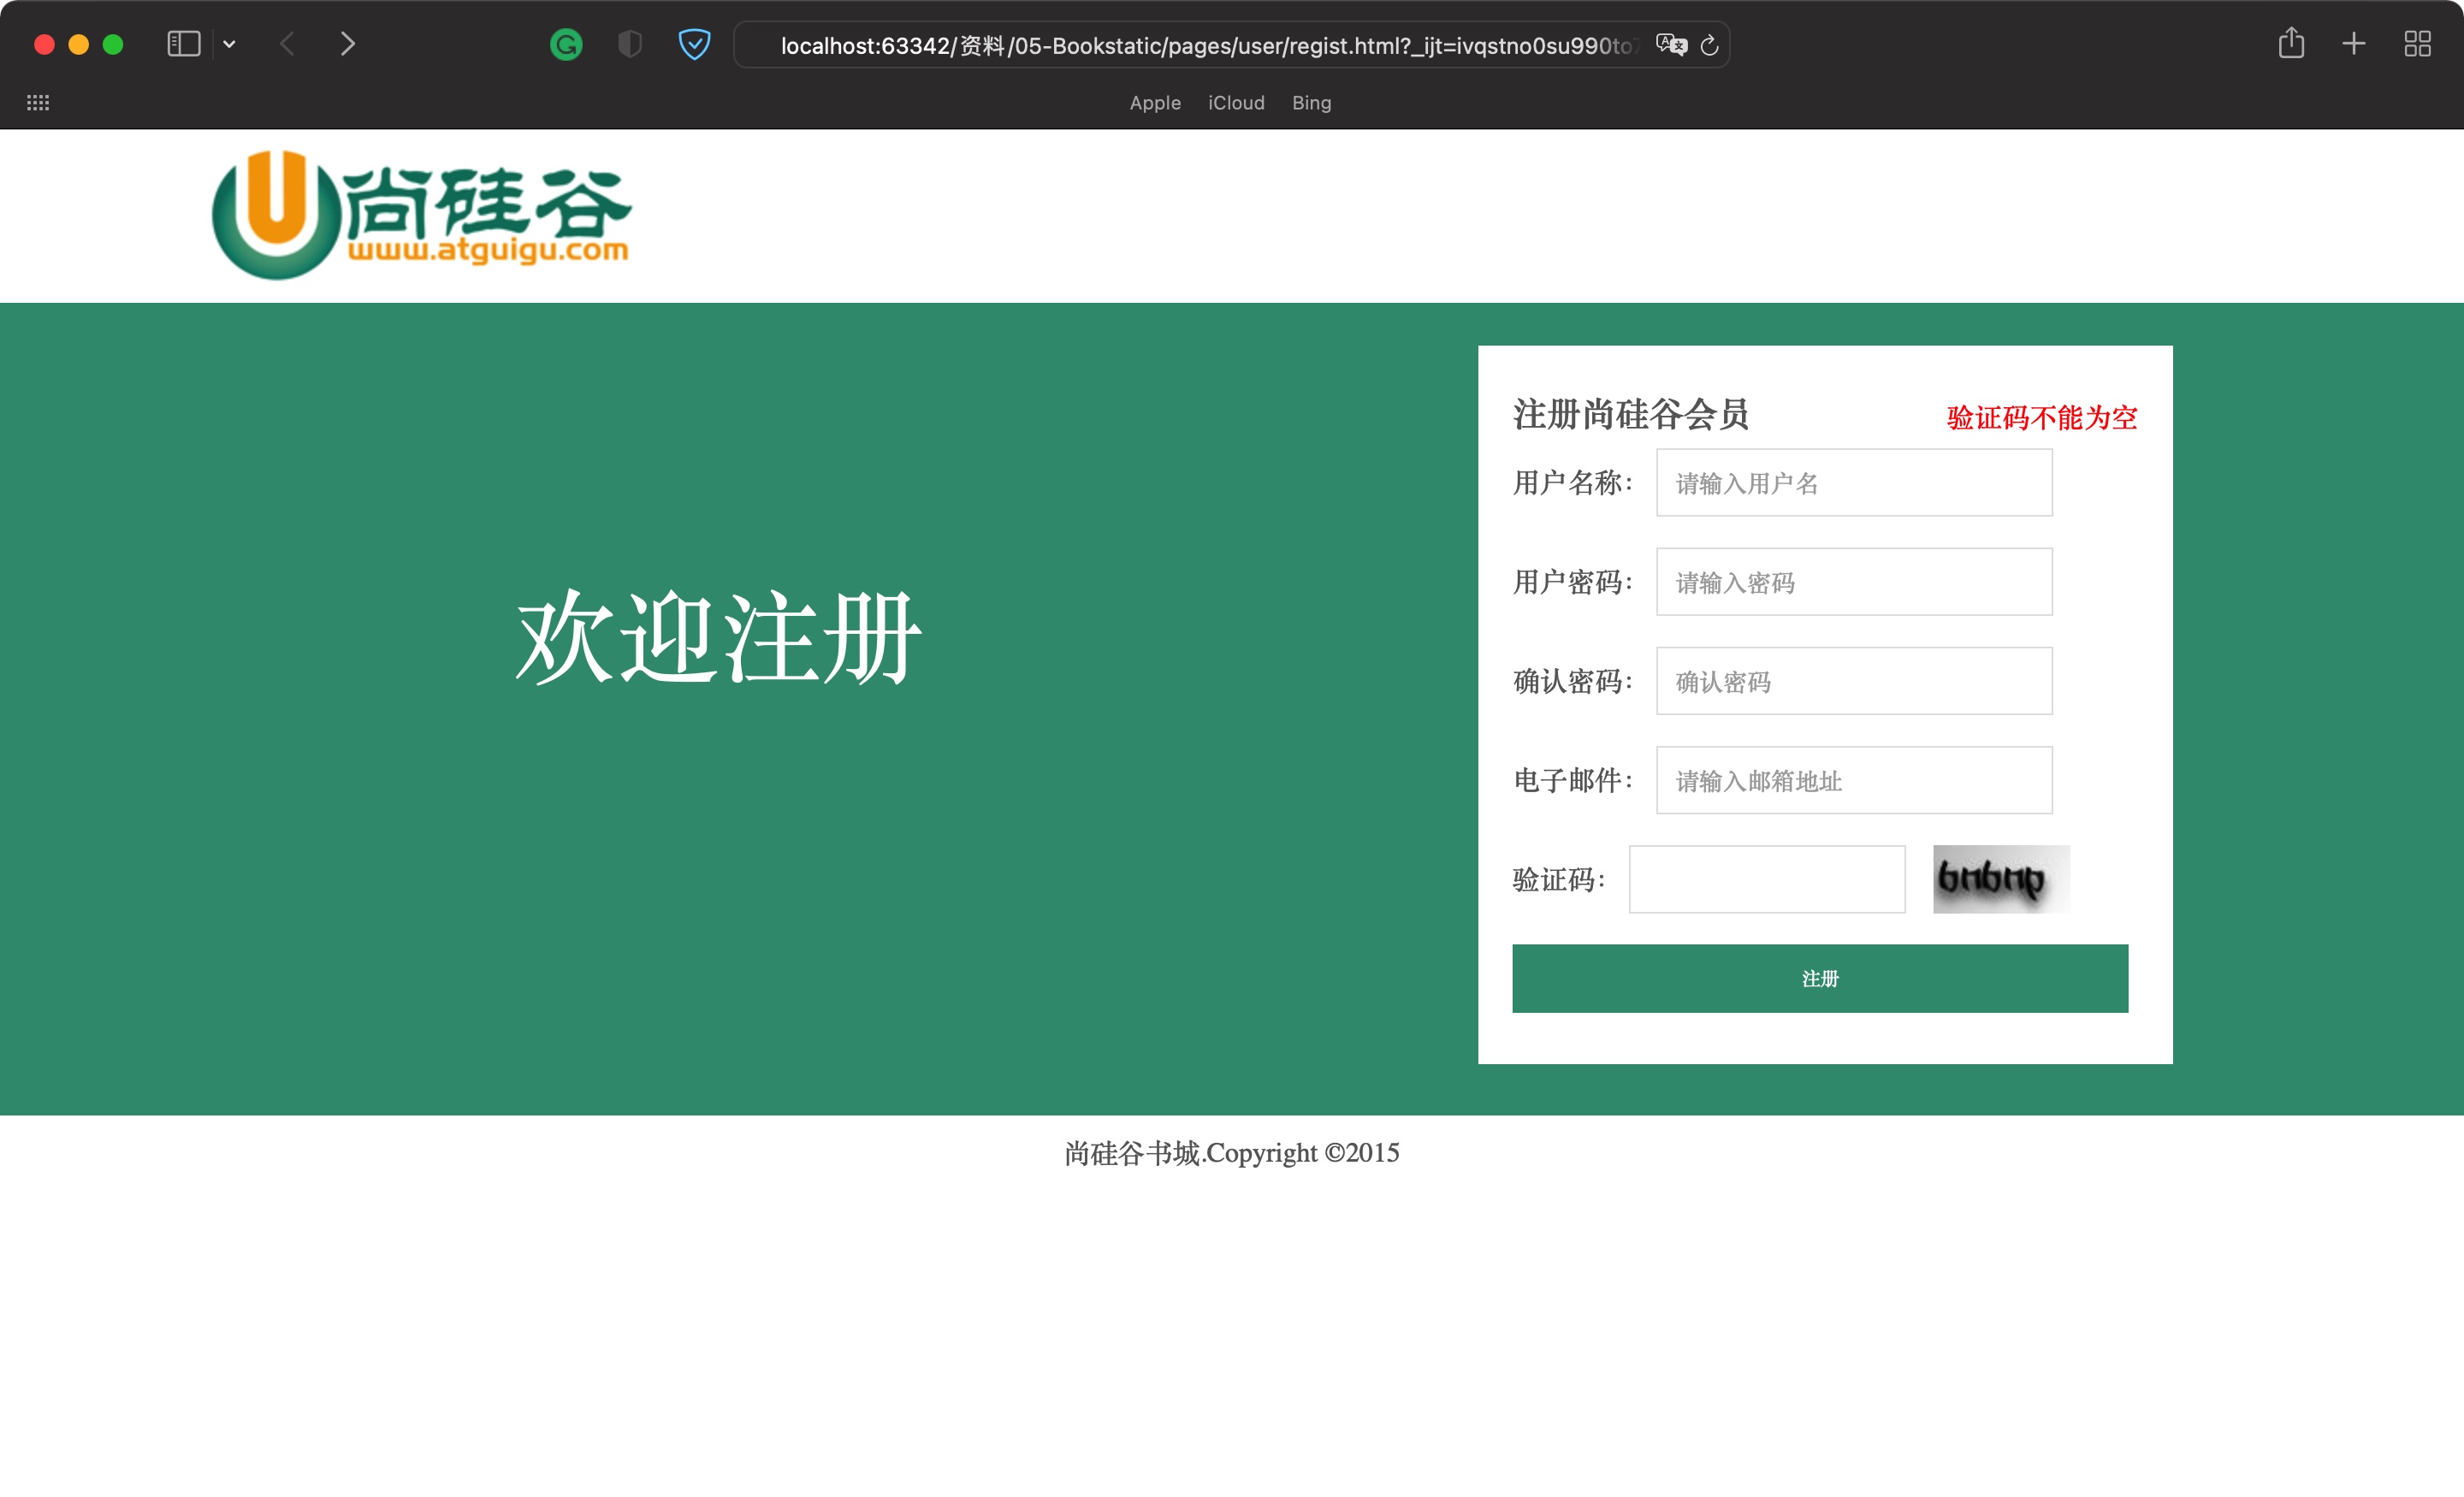 localhost:63342/资料/05-Bookstatic/pages/user/regist.html?_ijt=ivqstno0su990to
Apple iCloud Bing
尚硅谷
www.atguigu.com
注册尚硅谷会员 验证码不能为空
用户名称： 请输入用户名
用户密码： 请输入密码
欢迎注册
确认密码： 确认密码
电子邮件： 请输入邮箱地址
验证码： 6n6np
注册
尚硅谷书城.Copyright ©2015